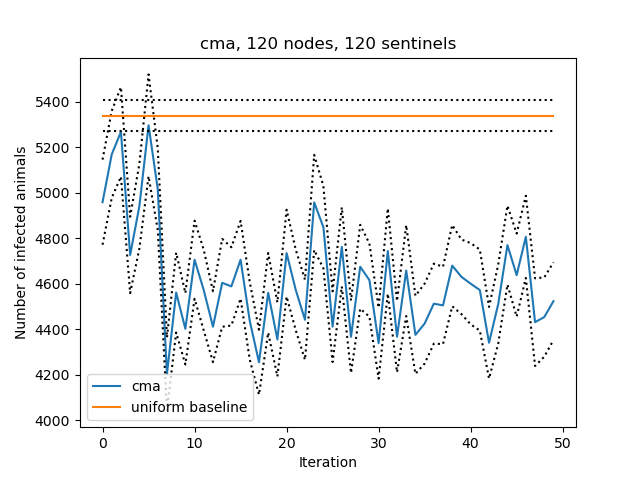 cma, 120 nodes, 120 sentinels
Number of infected animals
5400
5200
5000
4800
4600
4400
4200
4000
cma
uniform baseline
0 10 20 30 40 50
Iteration